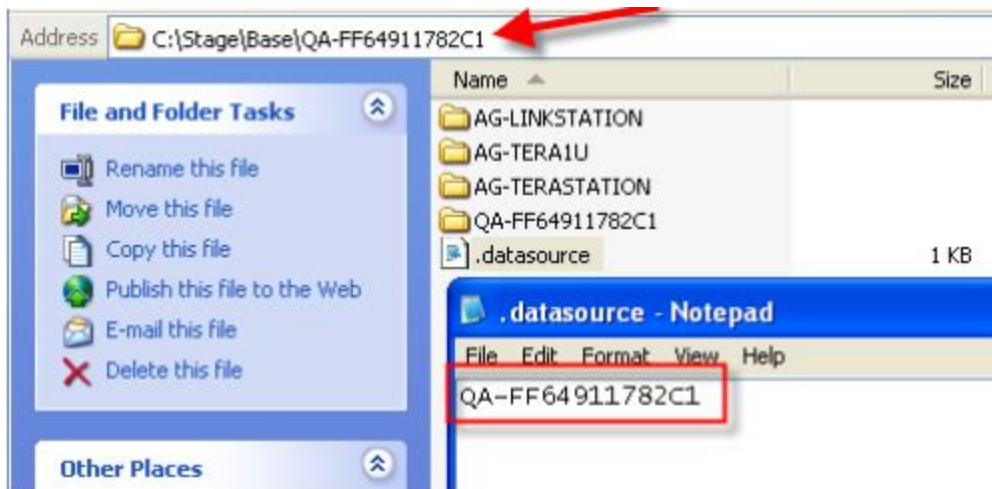 Address C:\Stage\Base\QA-FF64911782C1
File and Folder Tasks
Rename this file
Move this file
Copy this file
Publish this file to the Web
E-mail this file
Delete this file
Other Places
Name Size
AG-LINKSTATION
AG-TERA1U
AG-TERASTATION
QA-FF64911782C1
.datasource 1 KB
.datasource - Notepad
File Edit Format View Help
QA-FF64911782C1